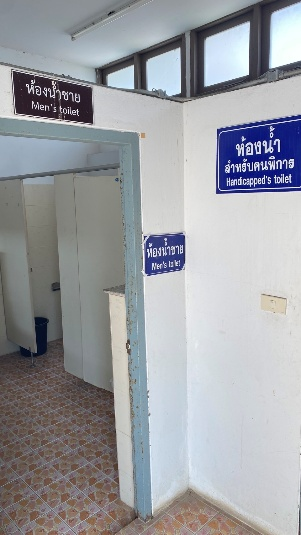 ห้องน้ำชาย
Men's toilet
ห้องน้ำชาย
Men's toilet
ห้องน้ำ
สำหรับคนพิการ
Handicapped's toilet